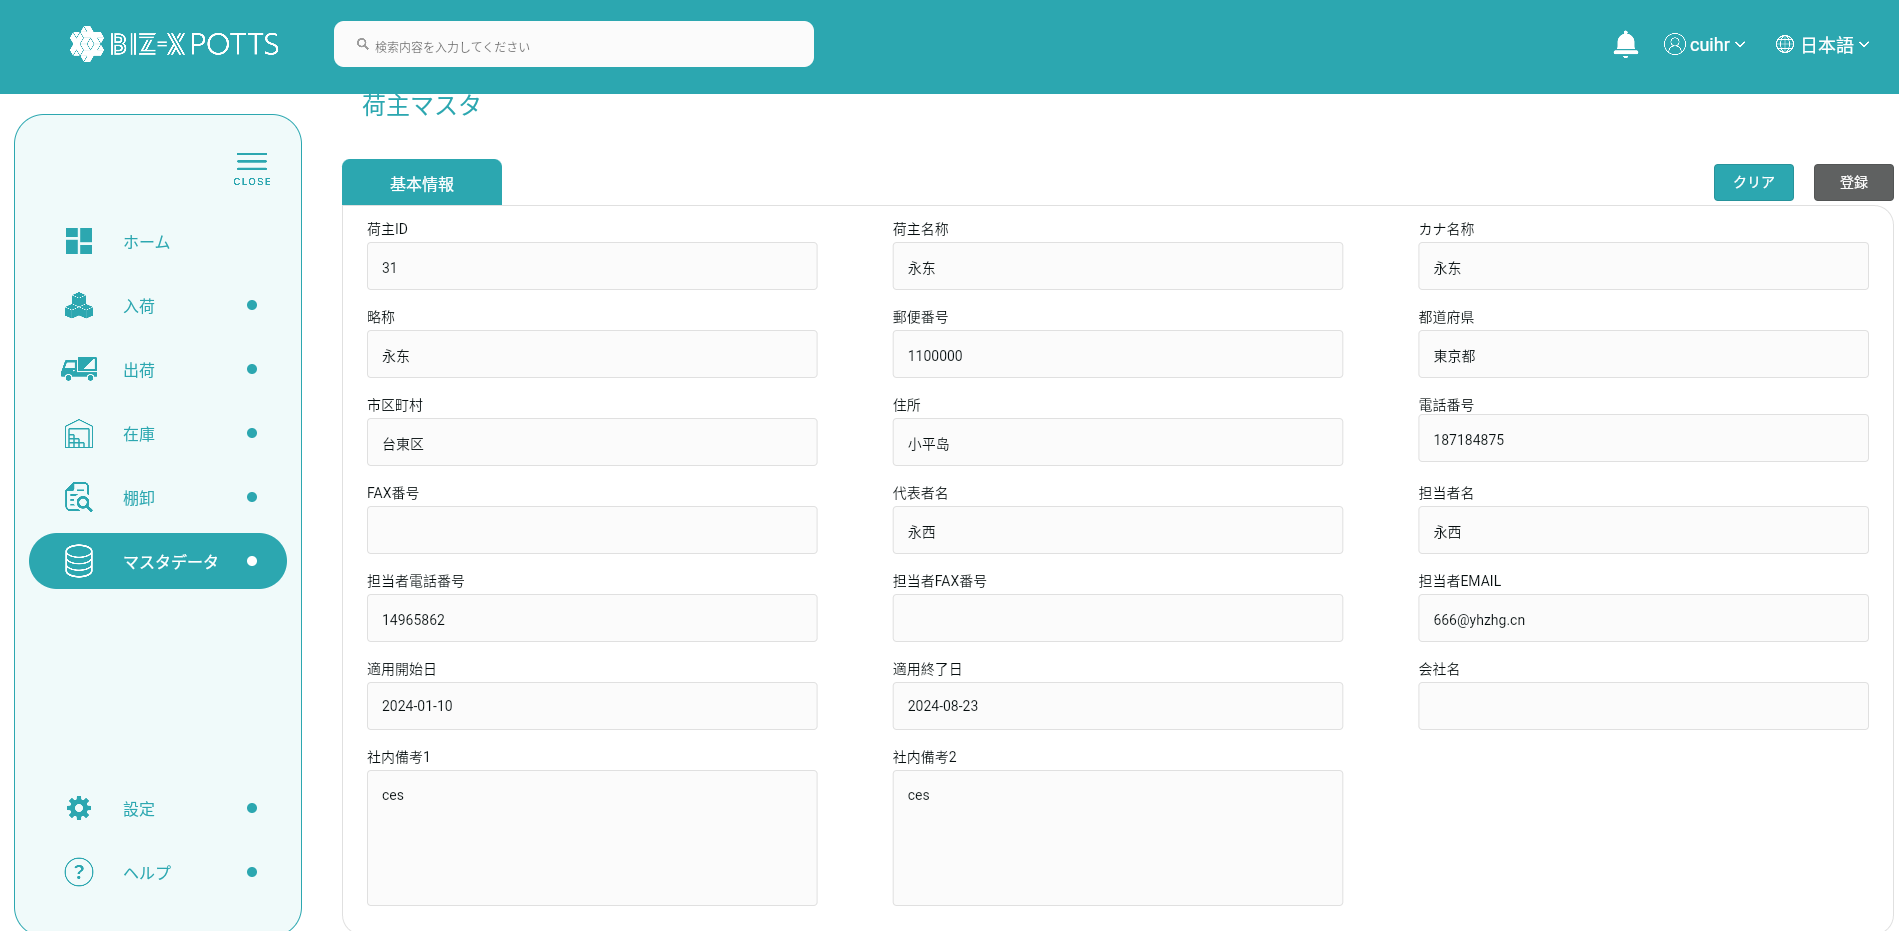 BIZ=X POTTS
検索内容を入力してください
cuihr
日本語
荷主マスタ
CLOSE
ホーム
入荷
出荷
在庫
棚卸
マスタデータ
設定
ヘルプ
基本情報
クリア
登録
荷主ID
荷主名称
カナ名称
31
永东
永东
略称
郵便番号
都道府県
永东
1100000
東京都
市区町村
住所
電話番号
台東区
小平岛
187184875
FAX番号
代表者名
担当者名
永西
永西
担当者電話番号
担当者FAX番号
担当者EMAIL
14965862
666@yhzhg.cn
適用開始日
適用終了日
会社名
2024-01-10
2024-08-23
社内備考1
社内備考2
ces
ces